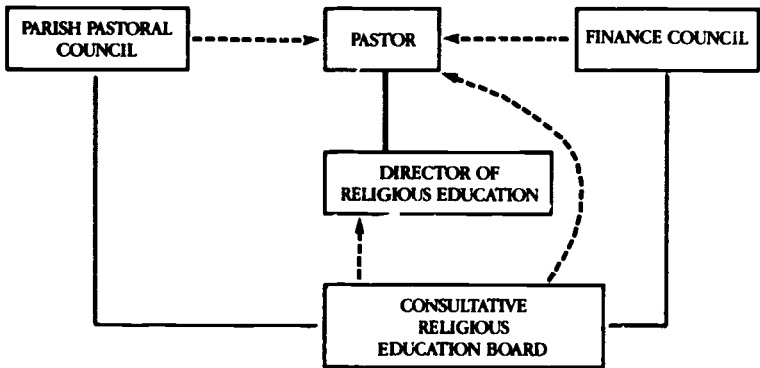 PARISH PASTORAL
COUNCIL
PASTOR
FINANCE COUNCIL
DIRECTOR OF
RELIGIOUS EDUCATION
CONSULTATIVE
RELIGIOUS
EDUCATION BOARD